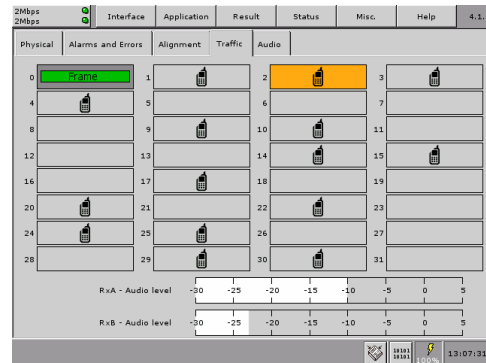 2Mbps
2Mbps
Interface Application Result Status Misc. Help 4.1.
Physical Alarms and Errors Alignment Traffic Audio
0 Frame 1 2 3
4 5 6 7
8 9 10 11
12 13 14 15
16 17 18 19
20 21 22 23
24 25 26 27
28 29 30 31
RxA - Audio level -30 -25 -20 -15 -10 -5 0 5
RxB - Audio level -30 -25 -20 -15 -10 -5 0 5
10101
10101
100%
13:07:31